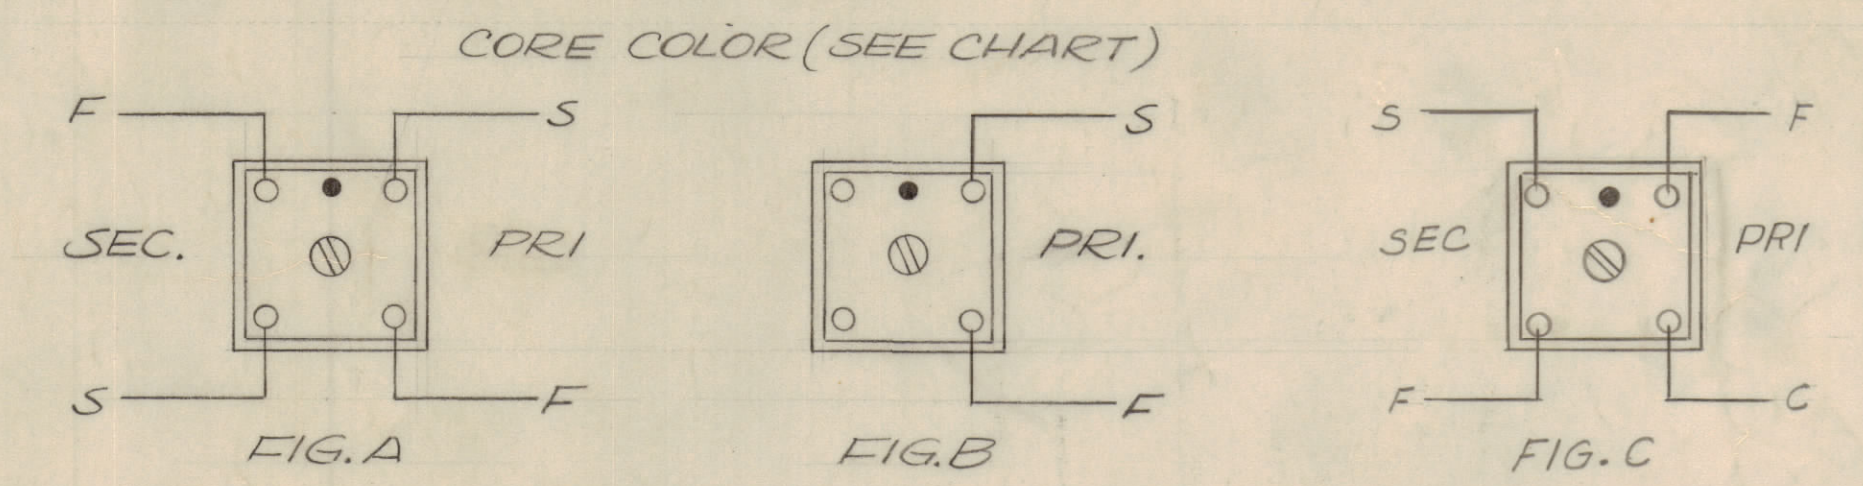 CORE COLOR (SEE CHART)
F S
SEC. PRI
S F
FIG. A
S
PRI.
F
FIG. B
S F
SEC PRI
F C
FIG. C